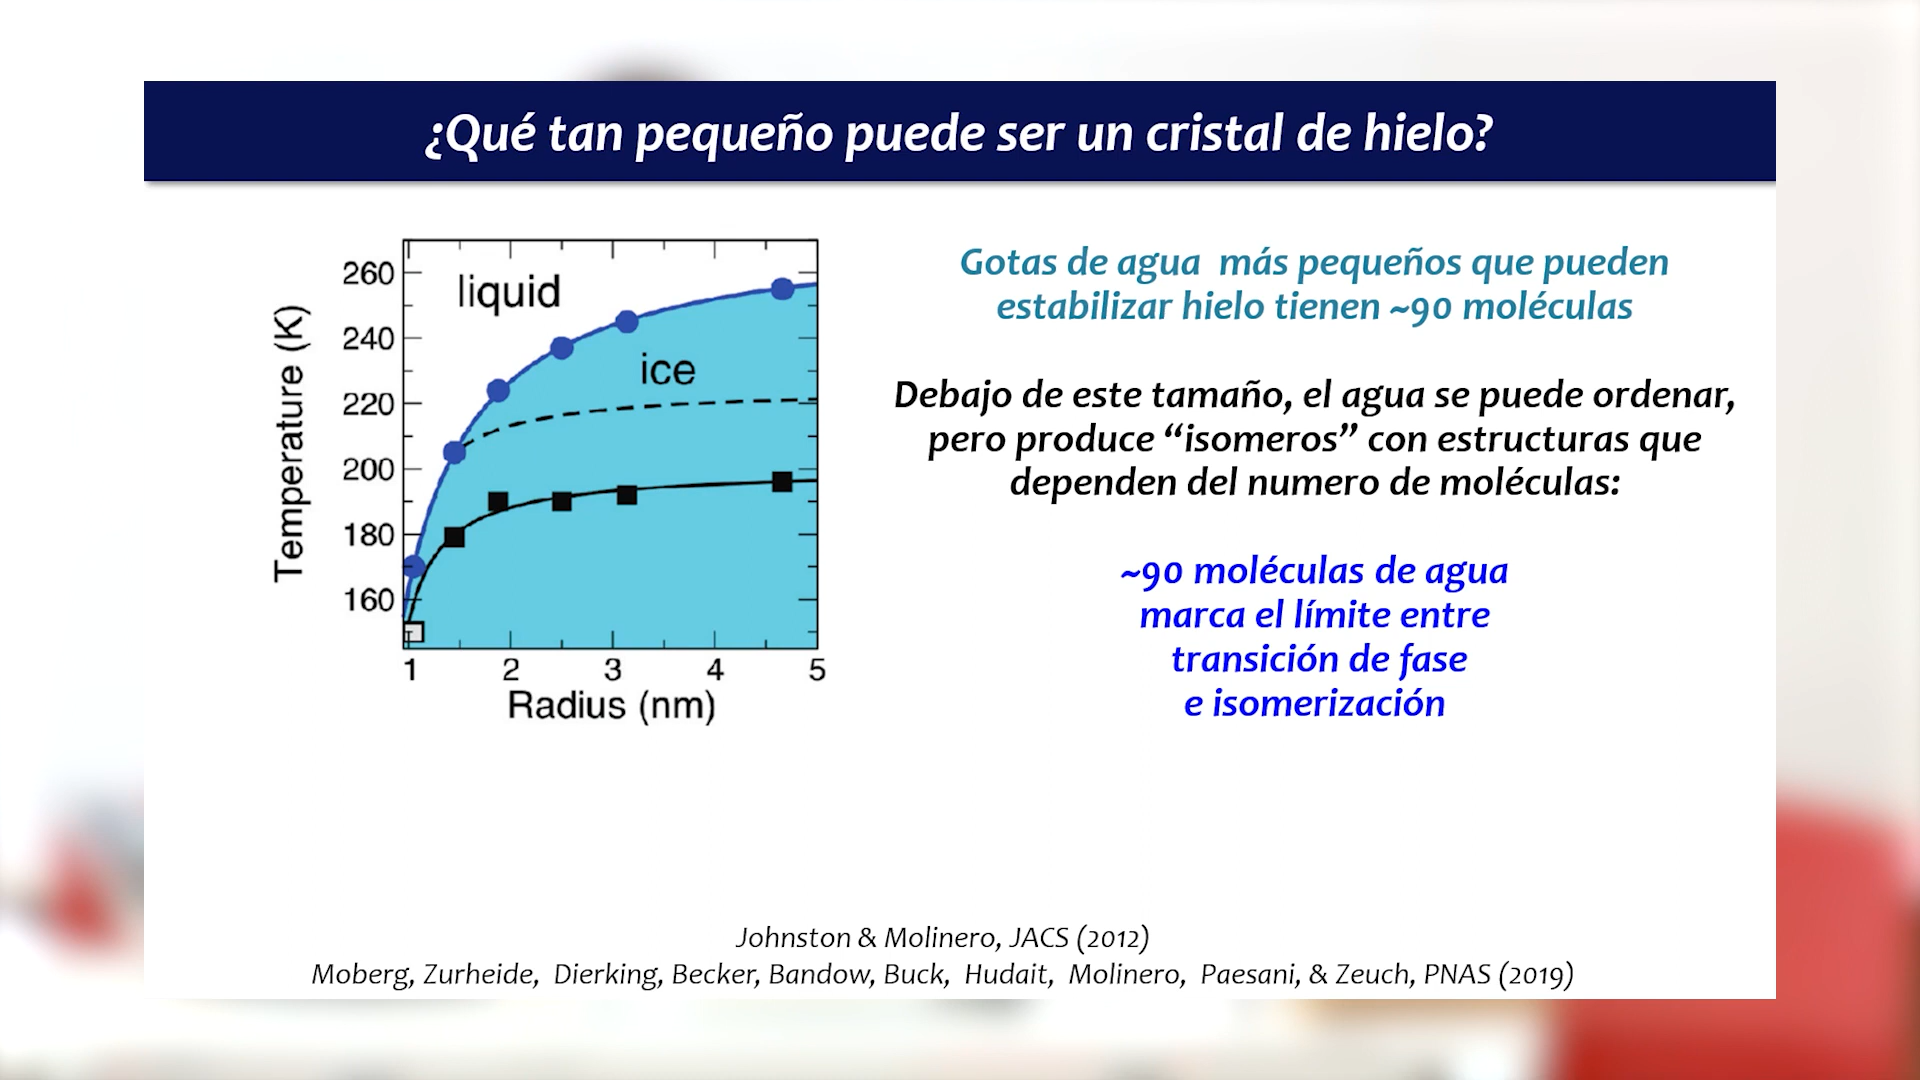 ¿Qué tan pequeño puede ser un cristal de hielo?
260
240
220
200
180
160
Temperature (K)
liquid
ice
1 2 3 4 5
Radius (nm)
Gotas de agua más pequeños que pueden
estabilizar hielo tienen ~90 moléculas
Debajo de este tamaño, el agua se puede ordenar,
pero produce “isomeros” con estructuras que
dependen del numero de moléculas:
~90 moléculas de agua
marca el límite entre
transición de fase
e isomerización
Johnston & Molinero, JACS (2012)
Moberg, Zurheide, Dierking, Becker, Bandow, Buck, Hudait, Molinero, Paesani, & Zeuch, PNAS (2019)